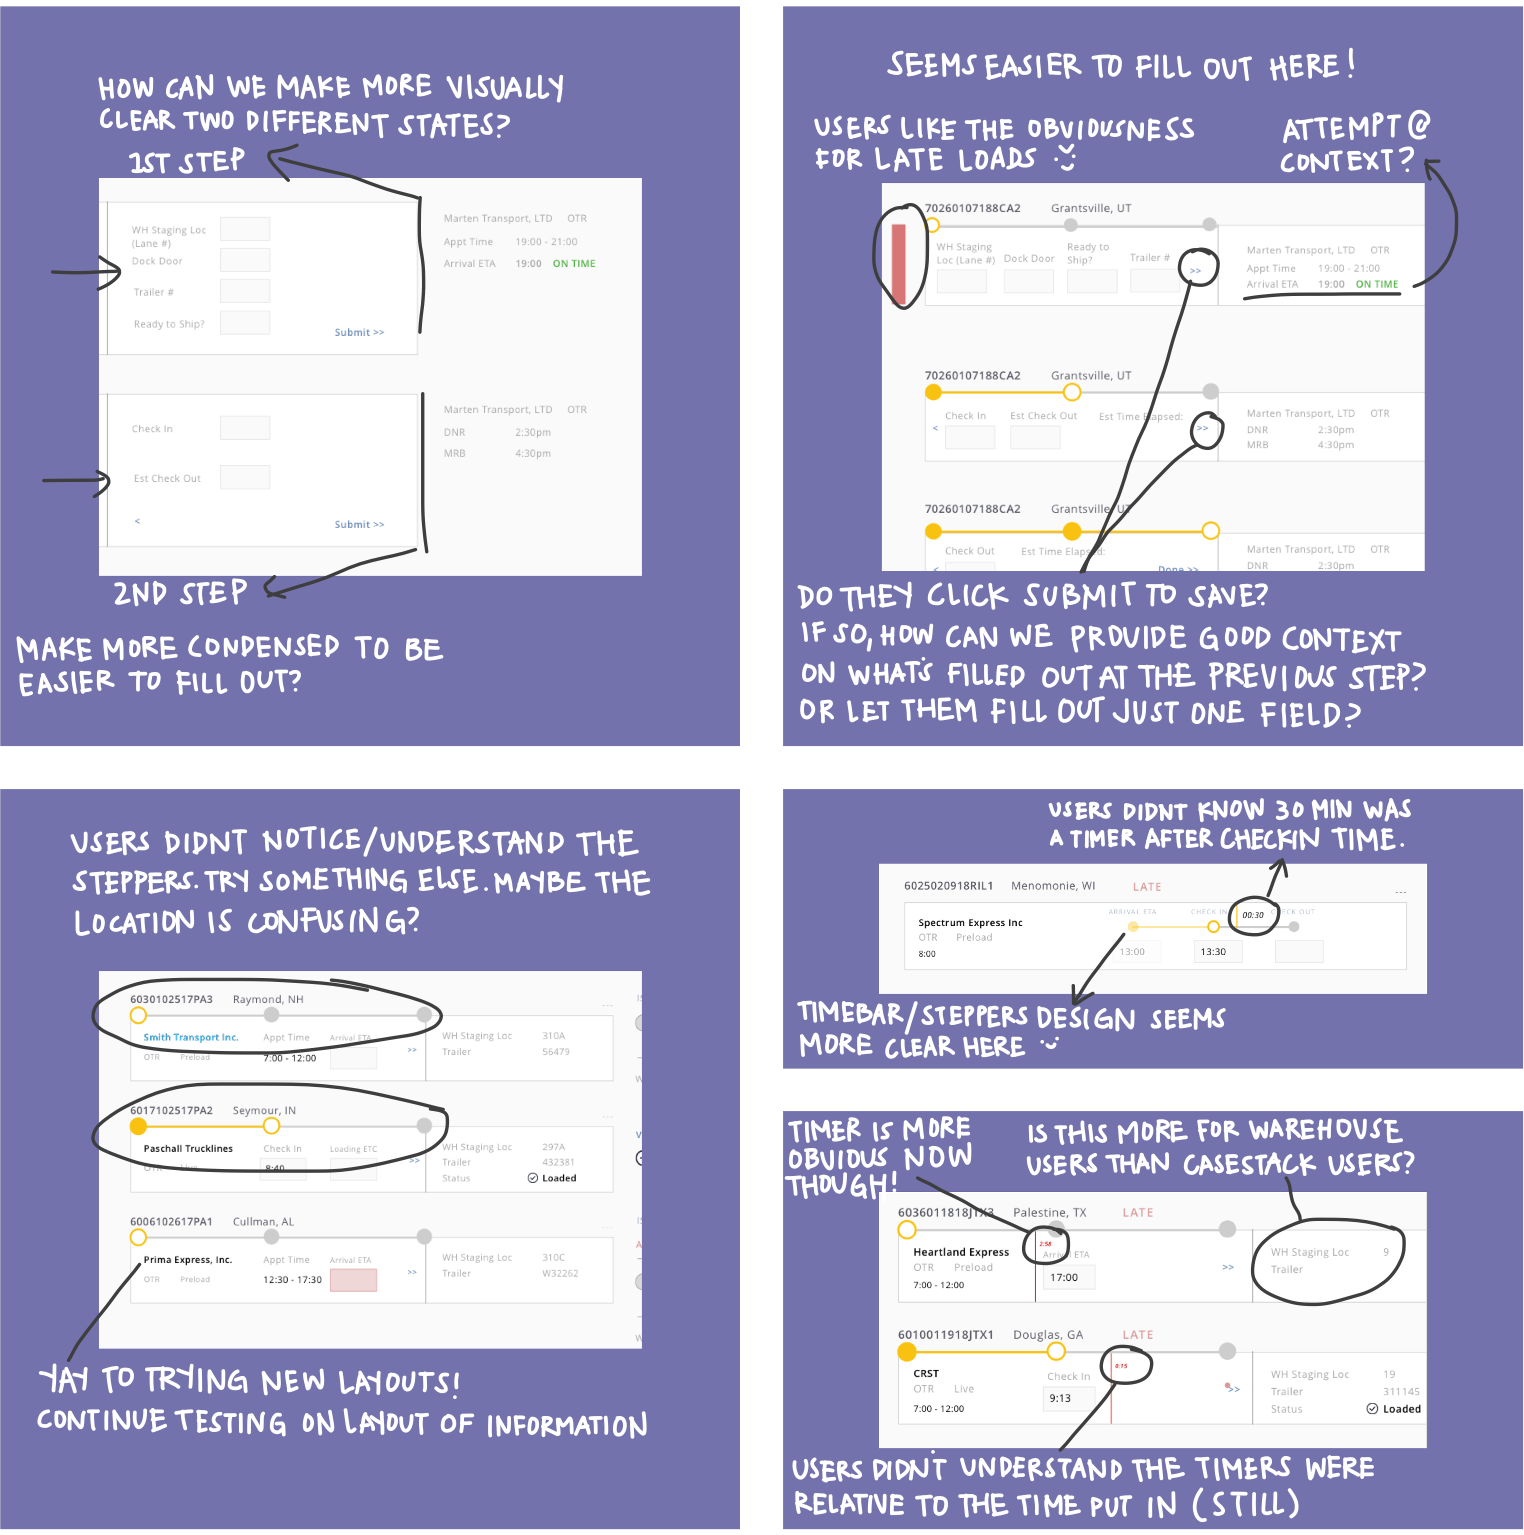 HOW CAN WE MAKE MORE VISUALLY
CLEAR TWO DIFFERENT STATES?
1ST STEP
WH Staging Loc
(Lane #)
Dock Door
Trailer #
Ready to Ship?
Submit >>
Marten Transport, LTD OTR
Appt Time 19:00 - 21:00
Arrival ETA 19:00 ON TIME
Check In
Est Check Out
< Submit >>
Marten Transport, LTD OTR
DNR 2:30pm
MRB 4:30pm
2ND STEP
MAKE MORE CONDENSED TO BE
EASIER TO FILL OUT?
SEEMS EASIER TO FILL OUT HERE!
USERS LIKE THE OBVIOUSNESS
FOR LATE LOADS
ATTEMPT @
CONTEXT?
70260107188CA2 Grantsville, UT
WH Staging
Loc (Lane #)
Dock Door
Ready to
Ship?
Trailer #
>>
Marten Transport, LTD OTR
Appt Time 19:00 - 21:00
Arrival ETA 19:00 ON TIME
70260107188CA2 Grantsville, UT
< Check In Est Check Out Est Time Elapsed: >>
Marten Transport, LTD OTR
DNR 2:30pm
MRB 4:30pm
70260107188CA2 Grantsville, UT
Check Out Est Time Elapsed:
< Done >>
Marten Transport, LTD OTR
DNR 2:30pm
DO THEY CLICK SUBMIT TO SAVE?
IF SO, HOW CAN WE PROVIDE GOOD CONTEXT
ON WHAT'S FILLED OUT AT THE PREVIOUS STEP?
OR LET THEM FILL OUT JUST ONE FIELD?
USERS DIDNT NOTICE/UNDERSTAND THE
STEPPERS. TRY SOMETHING ELSE. MAYBE THE
LOCATION IS CONFUSING?
6030102517PA3 Raymond, NH ...
Smith Transport Inc. Appt Time Arrival ETA
OTR Preload 7:00 - 12:00 >>
WH Staging Loc 310A
Trailer 56479
6017102517PA2 Seymour, IN ...
Paschall Trucklines Check In Loading ETC
OTR Live 8:40 >>
WH Staging Loc 297A
Trailer 432381
Status Loaded
6006102617PA1 Cullman, AL ...
Prima Express, Inc. Appt Time Arrival ETA
OTR Preload 12:30 - 17:30 >>
WH Staging Loc 310C
Trailer W32262
YAY TO TRYING NEW LAYOUTS!
CONTINUE TESTING ON LAYOUT OF INFORMATION
USERS DIDNT KNOW 30 MIN WAS
A TIMER AFTER CHECKIN TIME.
6025020918RIL1 Menomonie, WI LATE ...
Spectrum Express Inc
OTR Preload
8:00
ARRIVAL ETA CHECK IN 00:30 CHECK OUT
13:00 13:30
TIMEBAR/STEPPERS DESIGN SEEMS
MORE CLEAR HERE
TIMER IS MORE
OBVIOUS NOW
THOUGH!
IS THIS MORE FOR WAREHOUSE
USERS THAN CASESTACK USERS?
6036011818JTX3 Palestine, TX LATE
Heartland Express
OTR Preload
7:00 - 12:00
2:58
Arrival ETA
17:00
>>
WH Staging Loc 9
Trailer
6010011918JTX1 Douglas, GA LATE
CRST
OTR Live
7:00 - 12:00
Check In
9:13
0:15
>>
WH Staging Loc 19
Trailer 311145
Status Loaded
USERS DIDN'T UNDERSTAND THE TIMERS WERE
RELATIVE TO THE TIME PUT IN (STILL)